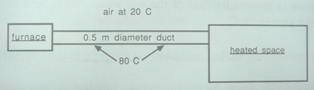 air at 20 C
furnace
0.5 m diameter duct
heated space
80 C